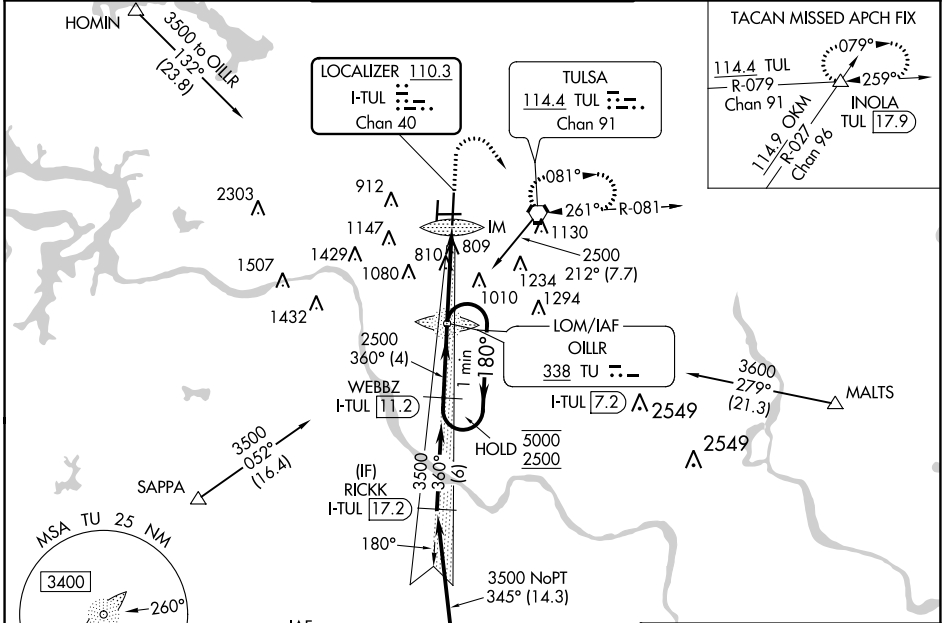 HOMIN
3500 to OILLR
132°
(23.8)
LOCALIZER 110.3
I-TUL
Chan 40
TULSA
114.4 TUL
Chan 91
TACAN MISSED APCH FIX
079°
114.4 TUL
R-079
Chan 91
259°
INOLA
TUL 17.9
114.9 OKM
R-027
Chan 96
081°
261°
R-081
2303
912
IM
1130
1147
1429
809
810
2500
212° (7.7)
1507
1080
1234
1010
1294
1432
2500
360° (4)
1 min
180°
LOM/IAF
OILLR
338 TU
I-TUL 7.2
WEBBZ
I-TUL 11.2
3600
279°
(21.3)
MALTS
2549
2549
HOLD
5000
2500
3500
052°
(16.4)
SAPPA
3500
360°
(6)
(IF)
RICKK
I-TUL 17.2
180°
MSA TU 25 NM
3400
260°
3500 NoPT
345° (14.3)